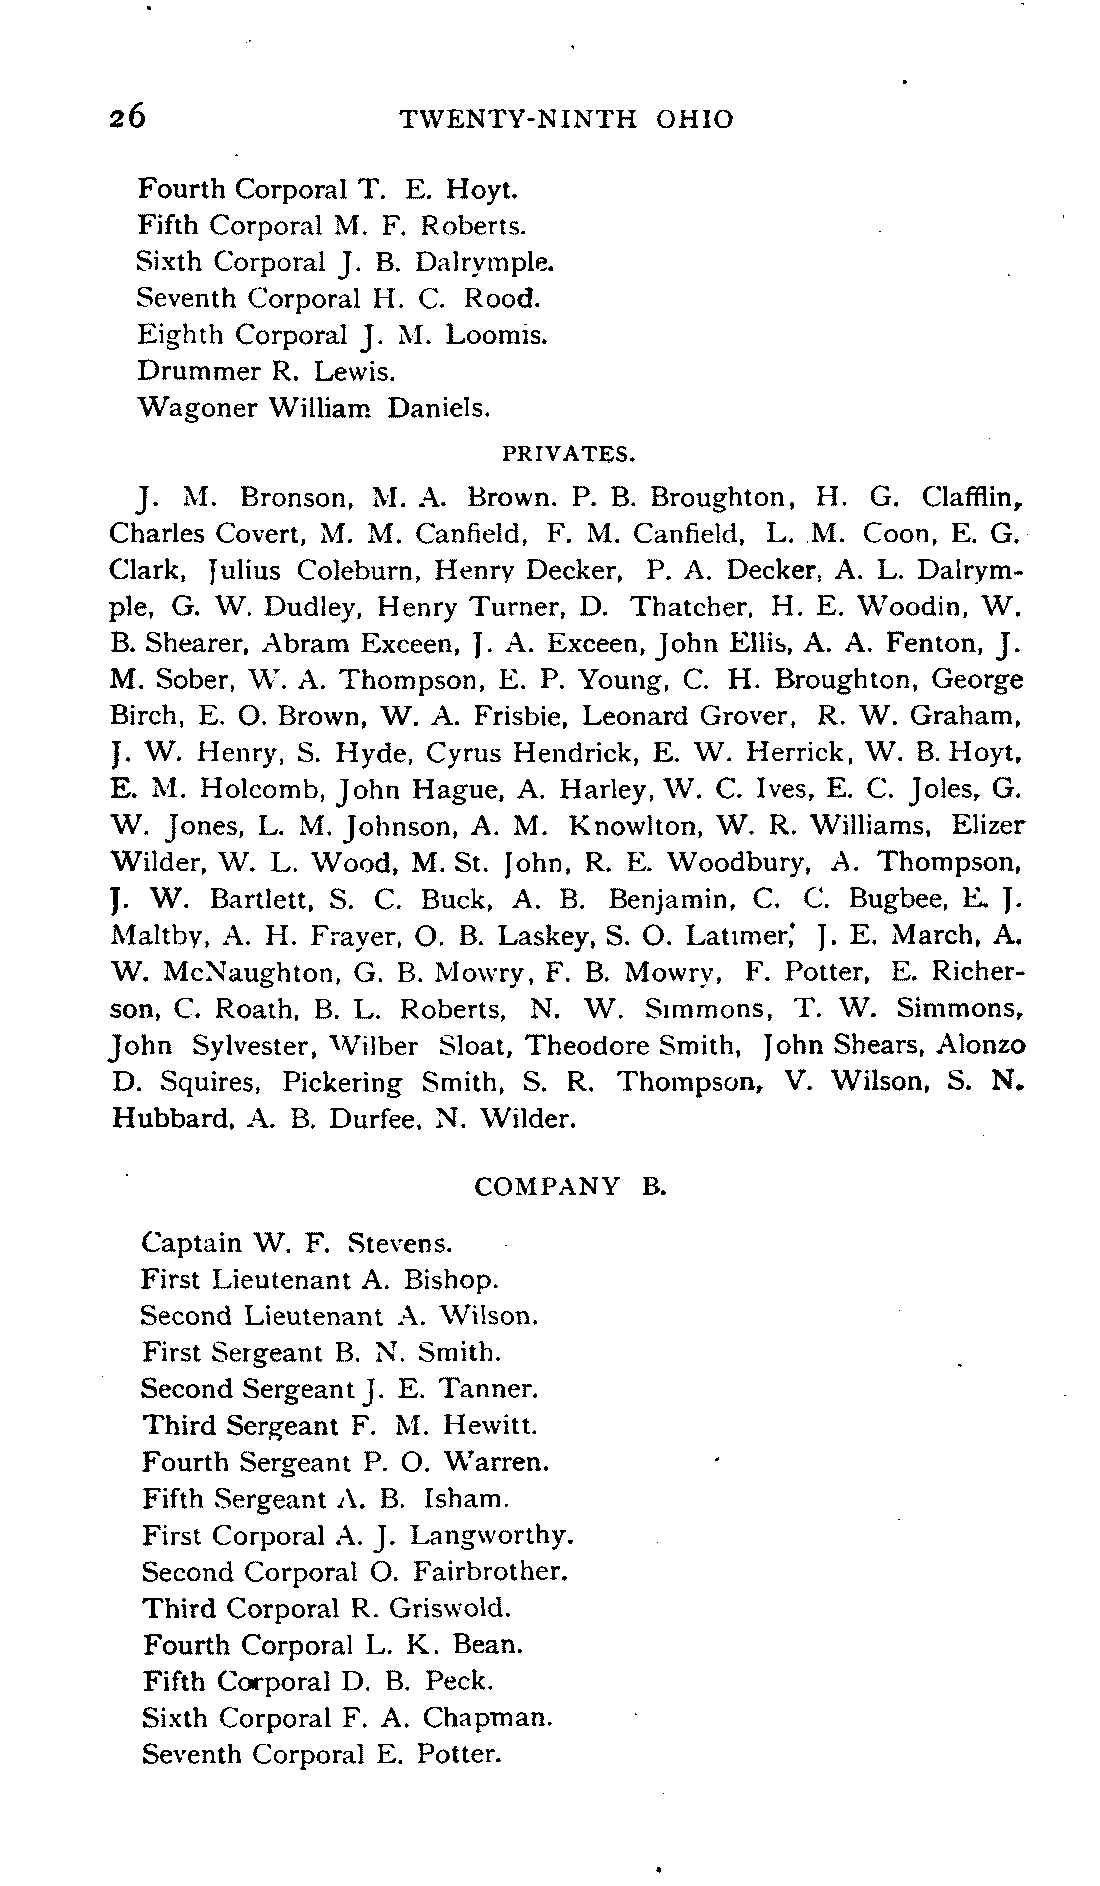 26 TWENTY-NINTH OHIO
Fourth Corporal T. E. Hoyt.
Fifth Corporal M. F. Roberts.
Sixth Corporal J. B. Dalrymple.
Seventh Corporal H. C. Rood.
Eighth Corporal J. M. Loomis.
Drummer R. Lewis.
Wagoner William Daniels.
PRIVATES.
J. M. Bronson, M. A. Brown. P. B. Broughton, H. G. Clafflin,
Charles Covert, M. M. Canfield, F. M. Canfield, L. M. Coon, E. G.
Clark, Julius Coleburn, Henry Decker, P. A. Decker, A. L. Dalrym-
ple, G. W. Dudley, Henry Turner, D. Thatcher, H. E. Woodin, W.
B. Shearer, Abram Exceen, J. A. Exceen, John Ellis, A. A. Fenton, J.
M. Sober, W. A. Thompson, E. P. Young, C. H. Broughton, George
Birch, E. O. Brown, W. A. Frisbie, Leonard Grover, R. W. Graham,
J. W. Henry, S. Hyde, Cyrus Hendrick, E. W. Herrick, W. B. Hoyt,
E. M. Holcomb, John Hague, A. Harley, W. C. Ives, E. C. Joles, G.
W. Jones, L. M. Johnson, A. M. Knowlton, W. R. Williams, Elizer
Wilder, W. L. Wood, M. St. John, R. E. Woodbury, A. Thompson,
J. W. Bartlett, S. C. Buck, A. B. Benjamin, C. C. Bugbee, E. J.
Maltby, A. H. Frayer, O. B. Laskey, S. O. Latimer, J. E. March, A.
W. McNaughton, G. B. Mowry, F. B. Mowry, F. Potter, E. Richer-
son, C. Roath, B. L. Roberts, N. W. Simmons, T. W. Simmons,
John Sylvester, Wilber Sloat, Theodore Smith, John Shears, Alonzo
D. Squires, Pickering Smith, S. R. Thompson, V. Wilson, S. N.
Hubbard, A. B. Durfee, N. Wilder.
COMPANY B.
Captain W. F. Stevens.
First Lieutenant A. Bishop.
Second Lieutenant A. Wilson.
First Sergeant B. N. Smith.
Second Sergeant J. E. Tanner.
Third Sergeant F. M. Hewitt.
Fourth Sergeant P. O. Warren.
Fifth Sergeant A. B. Isham.
First Corporal A. J. Langworthy.
Second Corporal O. Fairbrother.
Third Corporal R. Griswold.
Fourth Corporal L. K. Bean.
Fifth Corporal D. B. Peck.
Sixth Corporal F. A. Chapman.
Seventh Corporal E. Potter.